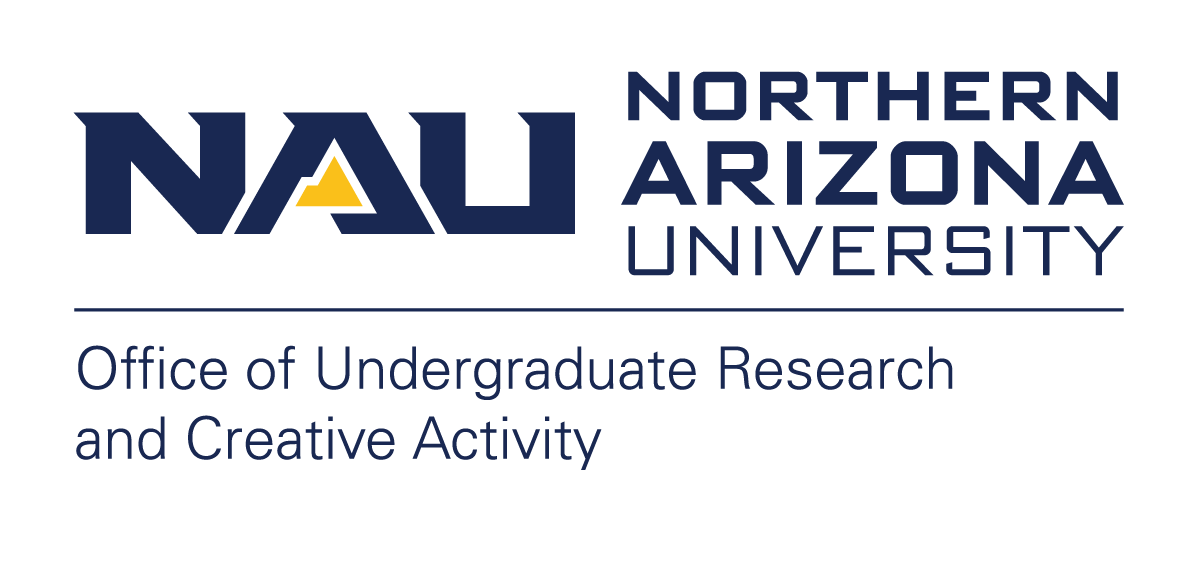 NAU
NORTHERN
ARIZONA
UNIVERSITY
Office of Undergraduate Research
and Creative Activity